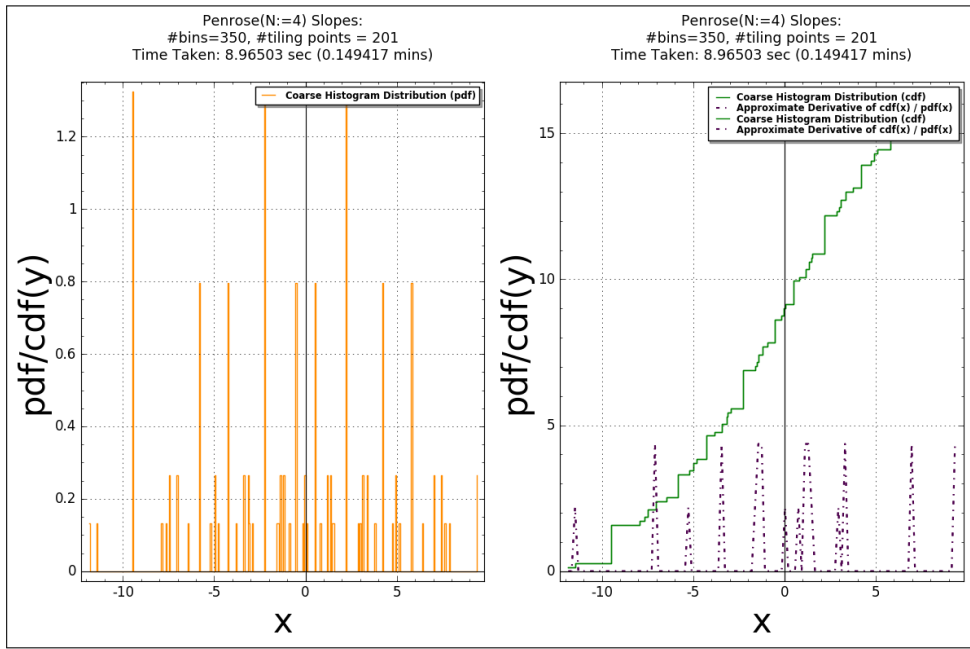 Penrose(N:=4) Slopes:
#bins=350, #tiling points = 201
Time Taken: 8.96503 sec (0.149417 mins)
Coarse Histogram Distribution (pdf)
1.2
1
0.8
0.6
0.4
0.2
0
-10
-5
0
5
pdf/cdf(y)
x
Penrose(N:=4) Slopes:
#bins=350, #tiling points = 201
Time Taken: 8.96503 sec (0.149417 mins)
Coarse Histogram Distribution (cdf)
Approximate Derivative of cdf(x) / pdf(x)
Coarse Histogram Distribution (cdf)
Approximate Derivative of cdf(x) / pdf(x)
15
10
5
0
-10
-5
0
5
pdf/cdf(y)
x